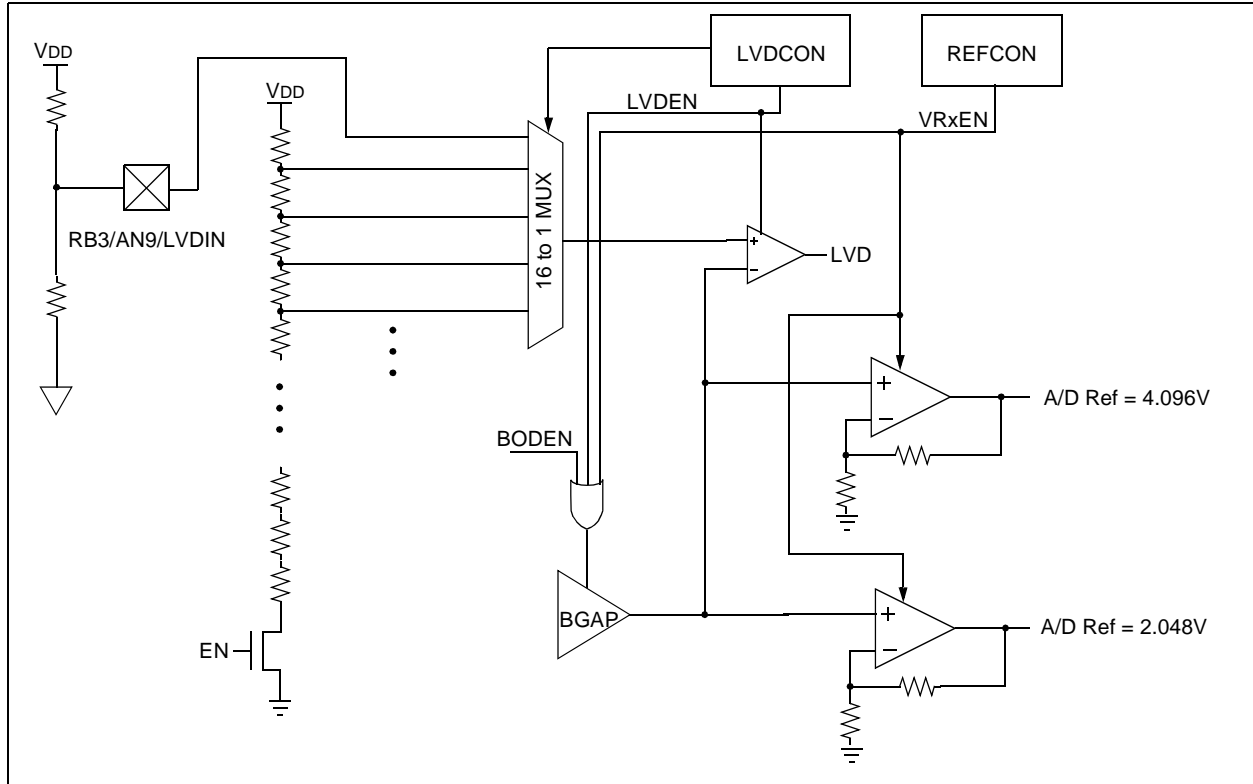 VDD
LVDCON
REFCON
VDD
LVDEN
VRxEN
16 to 1 MUX
RB3/AN9/LVDIN
+
−
LVD
+
−
A/D Ref = 4.096V
BODEN
BGAP
+
−
A/D Ref = 2.048V
EN